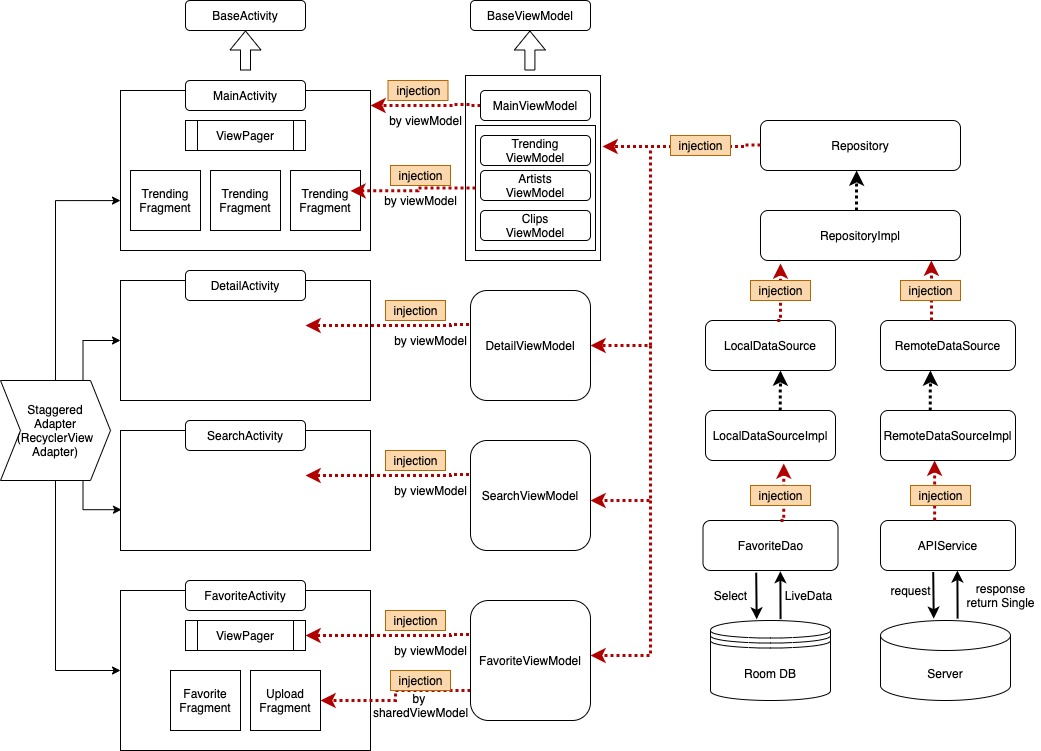 BaseActivity
BaseViewModel
MainActivity
ViewPager
Trending
Fragment
Trending
Fragment
Trending
Fragment
injection
by viewModel
injection
by viewModel
MainViewModel
Trending
ViewModel
Artists
ViewModel
Clips
ViewModel
injection
Repository
RepositoryImpl
injection
injection
LocalDataSource
RemoteDataSource
LocalDataSourceImpl
RemoteDataSourceImpl
injection
injection
FavoriteDao
APIService
Select
LiveData
request
response
return Single
Room DB
Server
DetailActivity
injection
by viewModel
DetailViewModel
Staggered
Adapter
(RecyclerView
Adapter)
SearchActivity
injection
by viewModel
SearchViewModel
FavoriteActivity
ViewPager
injection
by viewModel
Favorite
Fragment
Upload
Fragment
injection
by
sharedViewModel
FavoriteViewModel